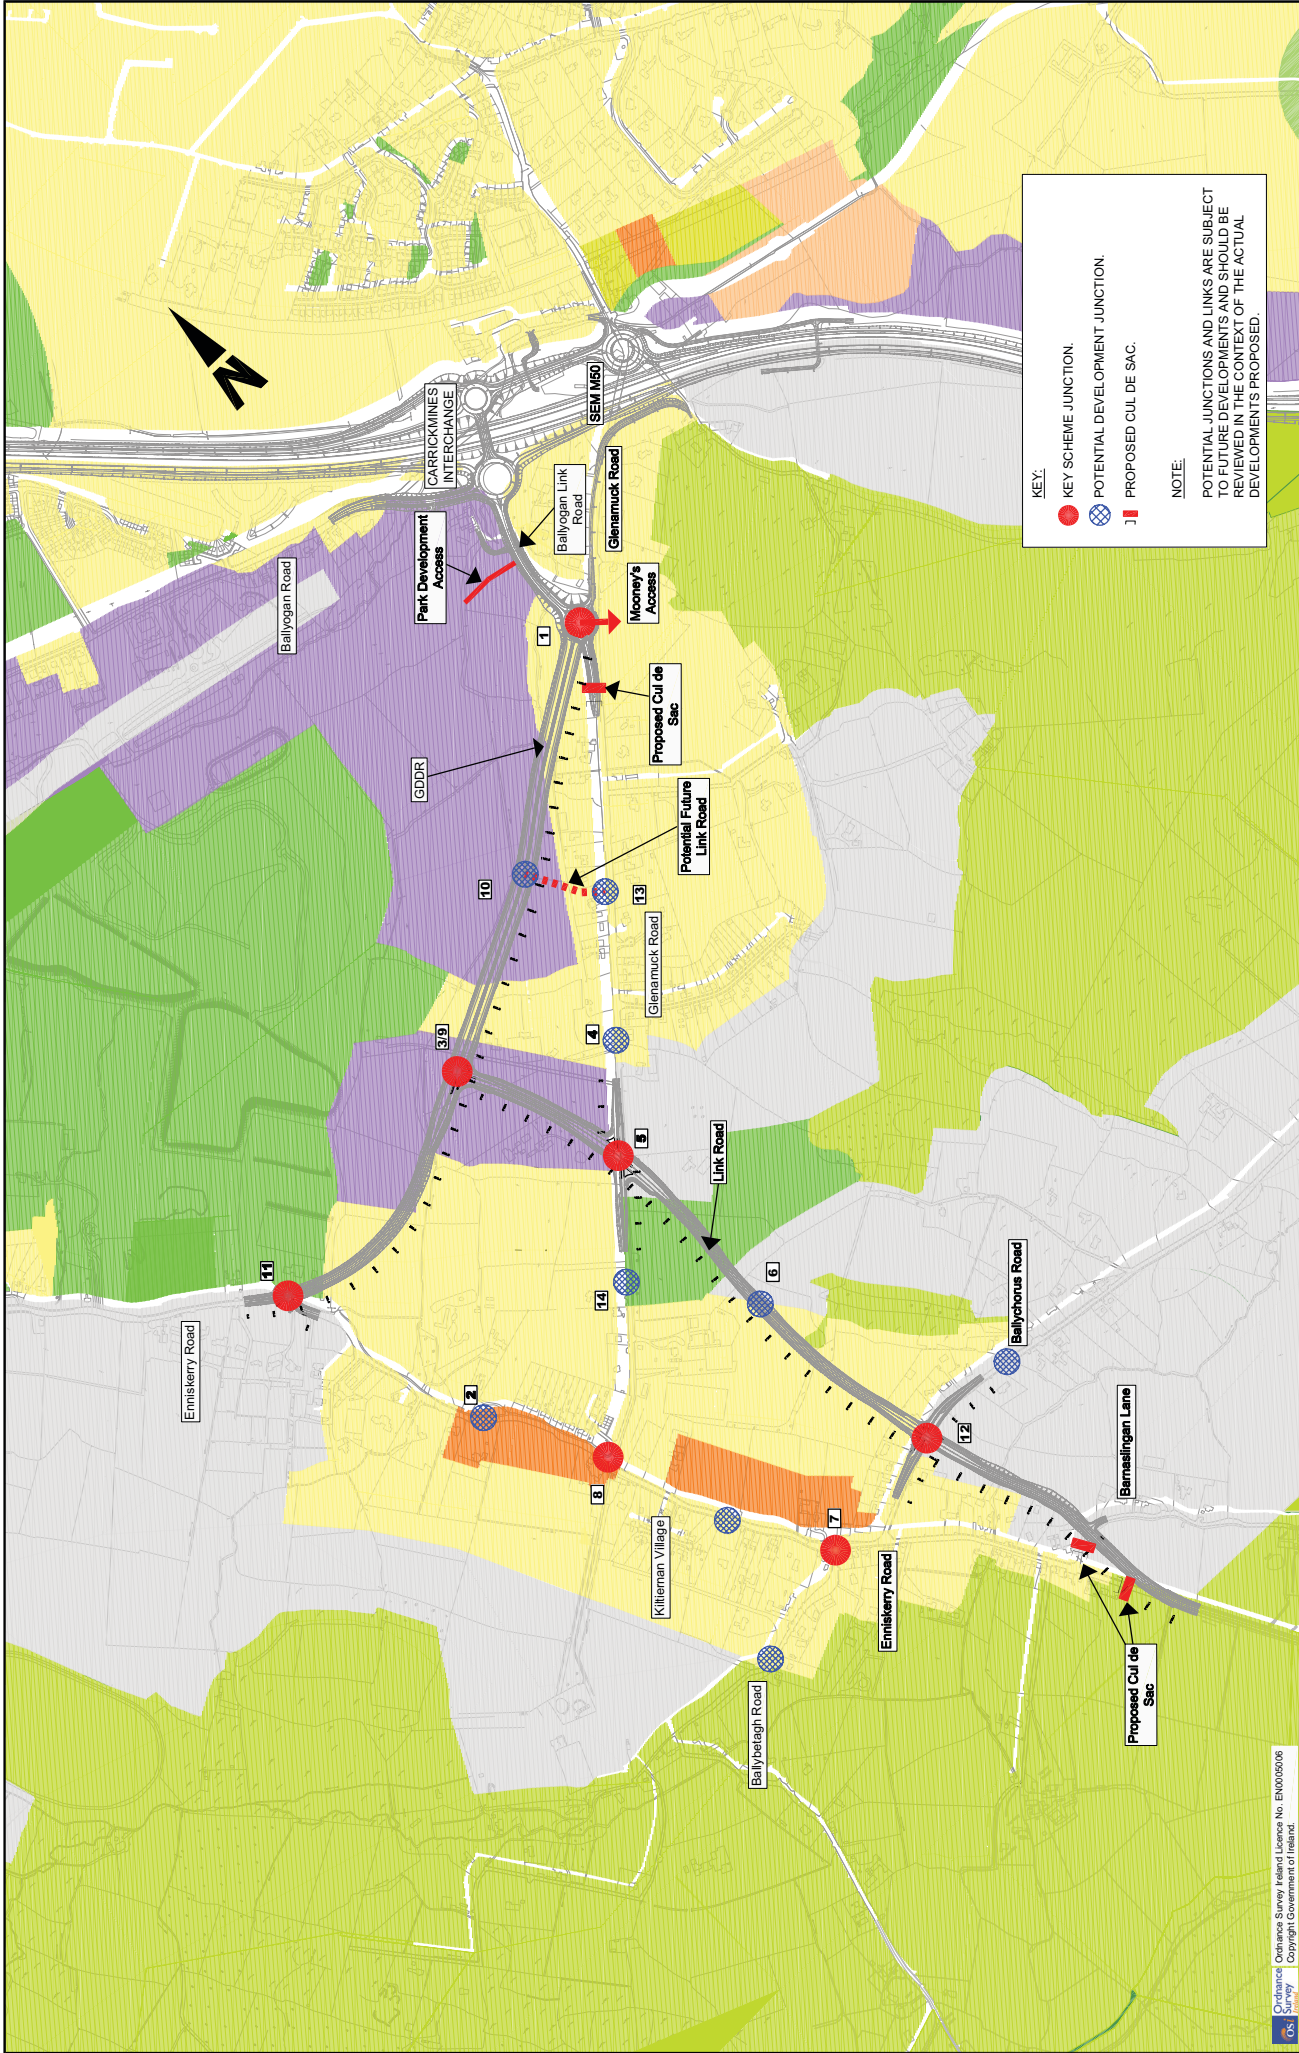 Ballyogan Road
CARRICKMINES
INTERCHANGE
Park Development
Access
Ballyogan Link
Road
SEM M50
Glenamuck Road
1
Mooney's
Access
Proposed Cul de
Sac
GDDR
Potential Future
Link Road
10
13
Glenamuck Road
3/9
4
5
Link Road
11
14
6
Enniskerry Road
2
Ballychorus Road
12
Barnaslingan Lane
8
7
Kiltiernan Village
Enniskerry Road
Ballybetagh Road
Proposed Cul de
Sac
KEY:
KEY SCHEME JUNCTION.
POTENTIAL DEVELOPMENT JUNCTION.
PROPOSED CUL DE SAC.
NOTE:
POTENTIAL JUNCTIONS AND LINKS ARE SUBJECT
TO FUTURE DEVELOPMENTS AND SHOULD BE
REVIEWED IN THE CONTEXT OF THE ACTUAL
DEVELOPMENTS PROPOSED.
N
OSi Ordnance
Survey
Ireland
Ordnance Survey Ireland Licence No. EN0005006
Copyright Government of Ireland.